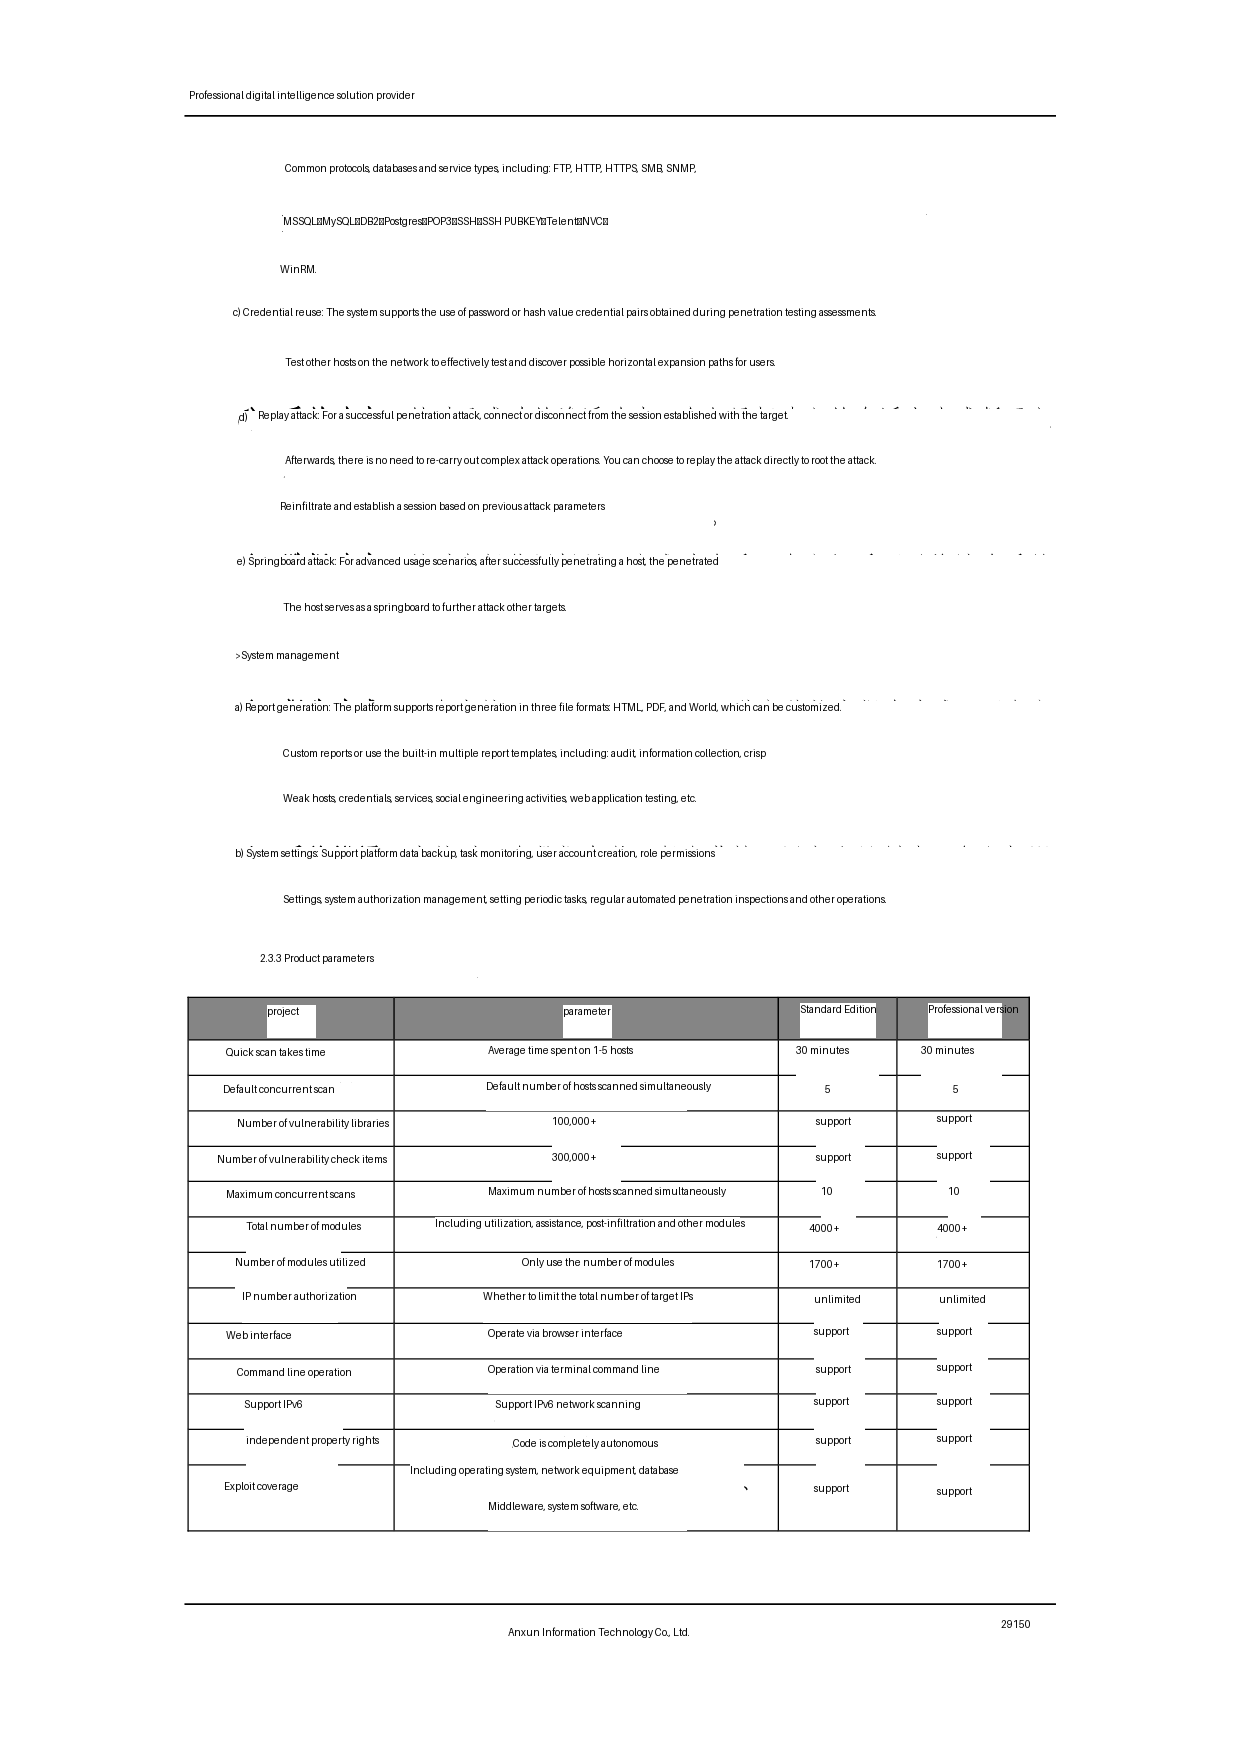 Professional digital intelligence solution provider
Common protocols, databases and service types, including: FTP, HTTP, HTTPS, SMB, SNMP,
MSSQL▯MySQL▯DB2▯Postgres▯POP3▯SSH▯SSH PUBKEY▯Telent▯NVC▯
WinRM.
c) Credential reuse: The system supports the use of password or hash value credential pairs obtained during penetration testing assessments.
Test other hosts on the network to effectively test and discover possible horizontal expansion paths for users.
d) Replay attack: For a successful penetration attack, connect or disconnect from the session established with the target.
Afterwards, there is no need to re-carry out complex attack operations. You can choose to replay the attack directly to root the attack.
Reinfiltrate and establish a session based on previous attack parameters
e) Springboard attack: For advanced usage scenarios, after successfully penetrating a host, the penetrated
The host serves as a springboard to further attack other targets.
>System management
a) Report generation: The platform supports report generation in three file formats: HTML, PDF, and World, which can be customized.
Custom reports or use the built-in multiple report templates, including: audit, information collection, crisp
Weak hosts, credentials, services, social engineering activities, web application testing, etc.
b) System settings: Support platform data backup, task monitoring, user account creation, role permissions
Settings, system authorization management, setting periodic tasks, regular automated penetration inspections and other operations.
2.3.3 Product parameters
project parameter Standard Edition Professional version
Quick scan takes time Average time spent on 1-5 hosts 30 minutes 30 minutes
Default concurrent scan Default number of hosts scanned simultaneously 5 5
Number of vulnerability libraries 100,000+ support support
Number of vulnerability check items 300,000+ support support
Maximum concurrent scans Maximum number of hosts scanned simultaneously 10 10
Total number of modules Including utilization, assistance, post-infiltration and other modules 4000+ 4000+
Number of modules utilized Only use the number of modules 1700+ 1700+
IP number authorization Whether to limit the total number of target IPs unlimited unlimited
Web interface Operate via browser interface support support
Command line operation Operation via terminal command line support support
Support IPv6 Support IPv6 network scanning support support
independent property rights Code is completely autonomous support support
Exploit coverage Including operating system, network equipment, database support support
Middleware, system software, etc.
Anxun Information Technology Co., Ltd. 29150